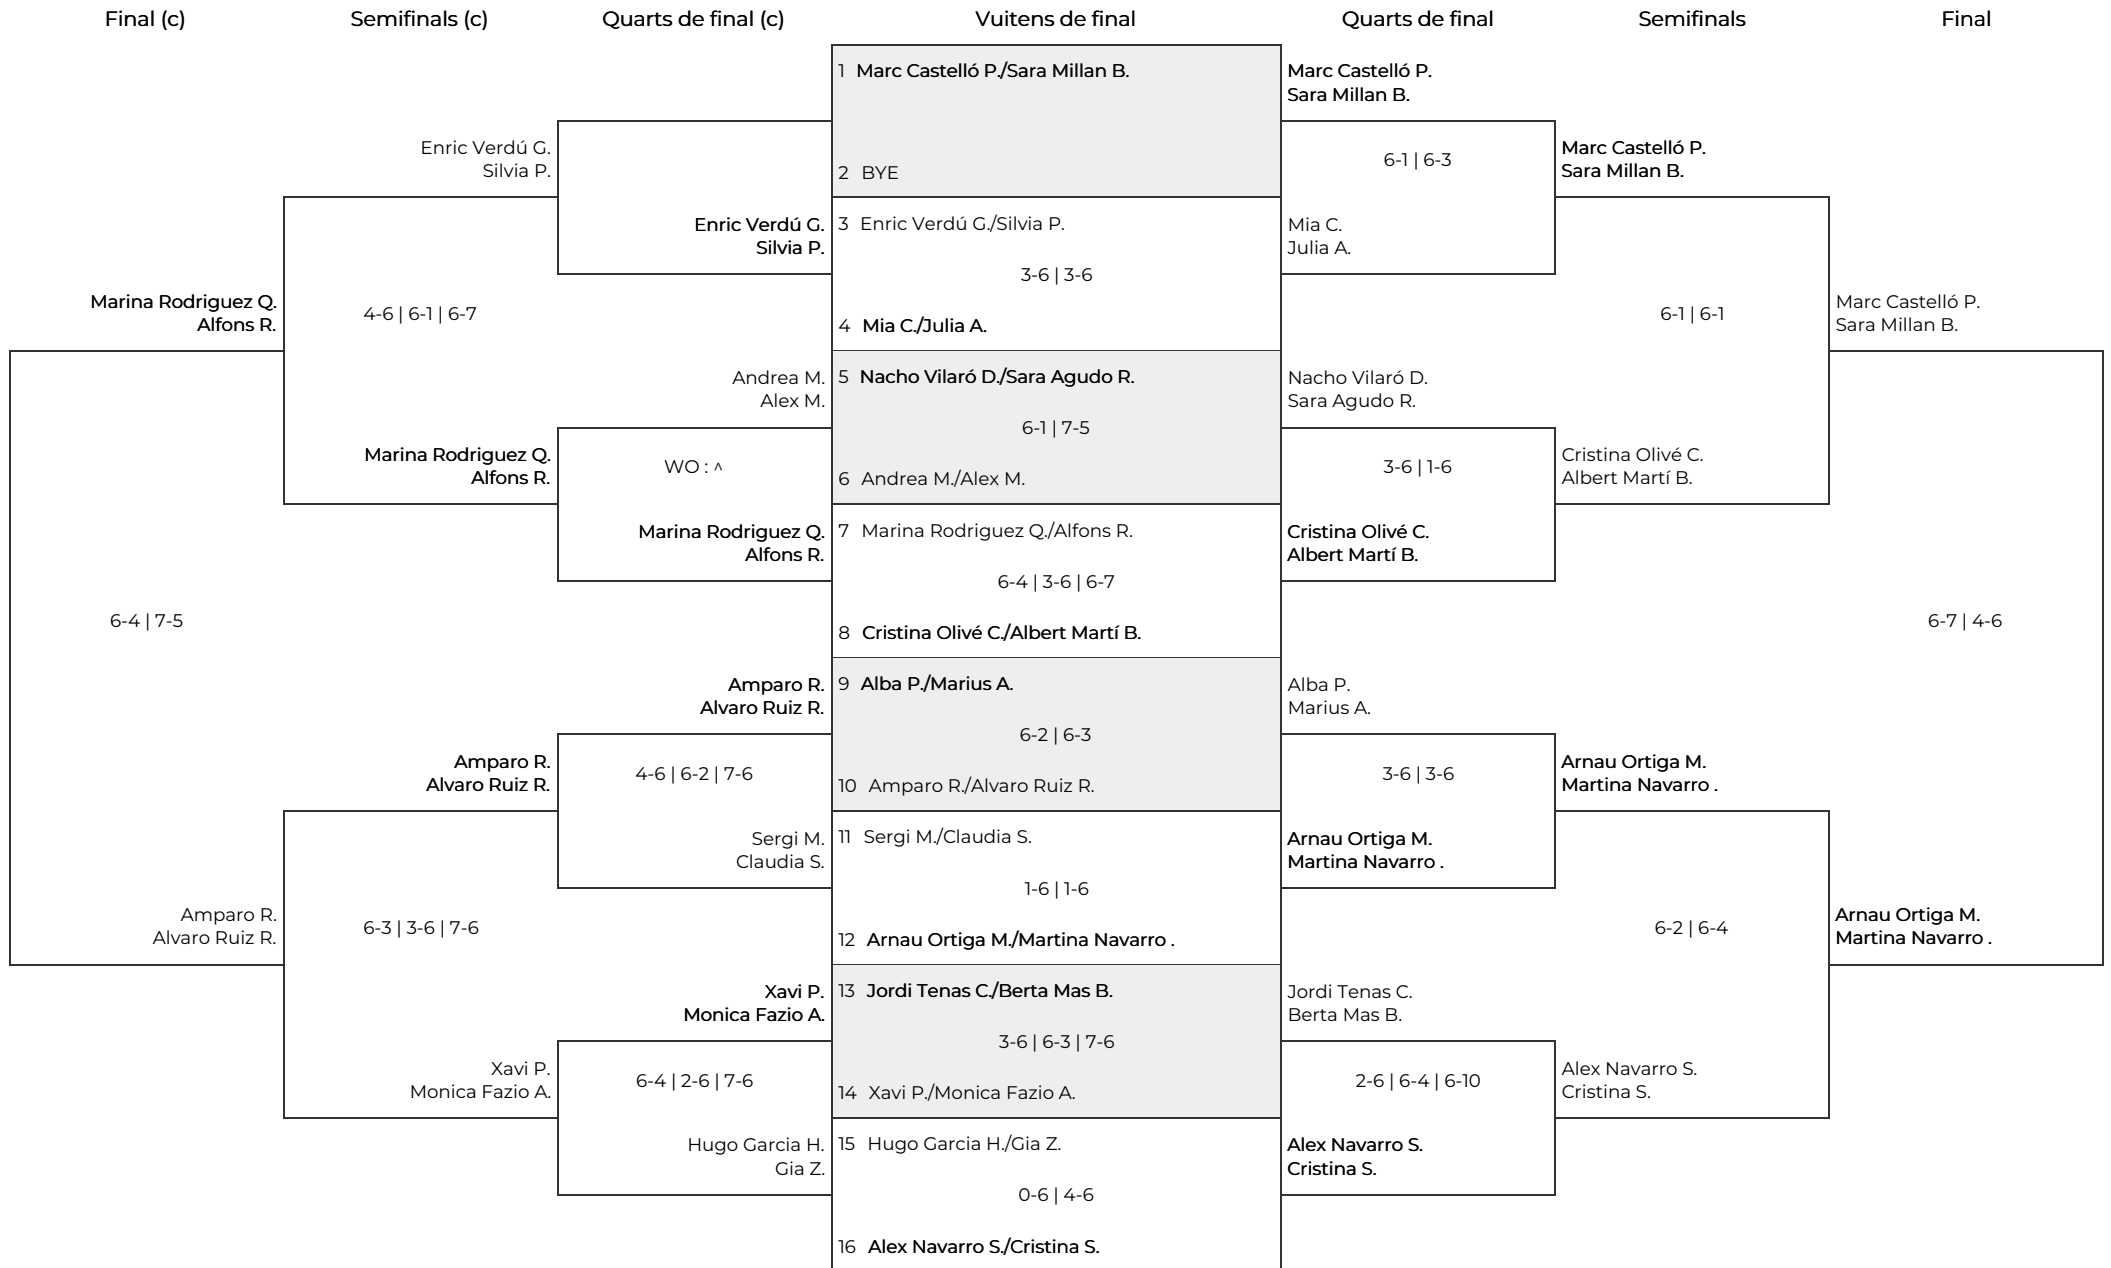 Final (c)
Semifinals (c)
Quarts de final (c)
Vuitens de final
Quarts de final
Semifinals
Final
Marina Rodriguez Q.
Alfons R.
6-4 | 7-5
Amparo R.
Alvaro Ruiz R.
Enric Verdú G.
Silvia P.
4-6 | 6-1 | 6-7
Marina Rodriguez Q.
Alfons R.
Amparo R.
Alvaro Ruiz R.
6-3 | 3-6 | 7-6
Xavi P.
Monica Fazio A.
Enric Verdú G.
Silvia P.
Andrea M.
Alex M.
WO : ^
Marina Rodriguez Q.
Alfons R.
Amparo R.
Alvaro Ruiz R.
4-6 | 6-2 | 7-6
Sergi M.
Claudia S.
Xavi P.
Monica Fazio A.
6-4 | 2-6 | 7-6
Hugo Garcia H.
Gia Z.
1 Marc Castelló P./Sara Millan B.
2 BYE
3 Enric Verdú G./Silvia P.
3-6 | 3-6
4 Mia C./Julia A.
5 Nacho Vilaró D./Sara Agudo R.
6-1 | 7-5
6 Andrea M./Alex M.
7 Marina Rodriguez Q./Alfons R.
6-4 | 3-6 | 6-7
8 Cristina Olivé C./Albert Martí B.
9 Alba P./Marius A.
6-2 | 6-3
10 Amparo R./Alvaro Ruiz R.
11 Sergi M./Claudia S.
1-6 | 1-6
12 Arnau Ortiga M./Martina Navarro .
13 Jordi Tenas C./Berta Mas B.
3-6 | 6-3 | 7-6
14 Xavi P./Monica Fazio A.
15 Hugo Garcia H./Gia Z.
0-6 | 4-6
16 Alex Navarro S./Cristina S.
Marc Castelló P.
Sara Millan B.
6-1 | 6-3
Mia C.
Julia A.
Nacho Vilaró D.
Sara Agudo R.
3-6 | 1-6
Cristina Olivé C.
Albert Martí B.
Alba P.
Marius A.
3-6 | 3-6
Arnau Ortiga M.
Martina Navarro .
Jordi Tenas C.
Berta Mas B.
2-6 | 6-4 | 6-10
Alex Navarro S.
Cristina S.
Marc Castelló P.
Sara Millan B.
6-1 | 6-1
Cristina Olivé C.
Albert Martí B.
Arnau Ortiga M.
Martina Navarro .
6-2 | 6-4
Alex Navarro S.
Cristina S.
Marc Castelló P.
Sara Millan B.
6-7 | 4-6
Arnau Ortiga M.
Martina Navarro .